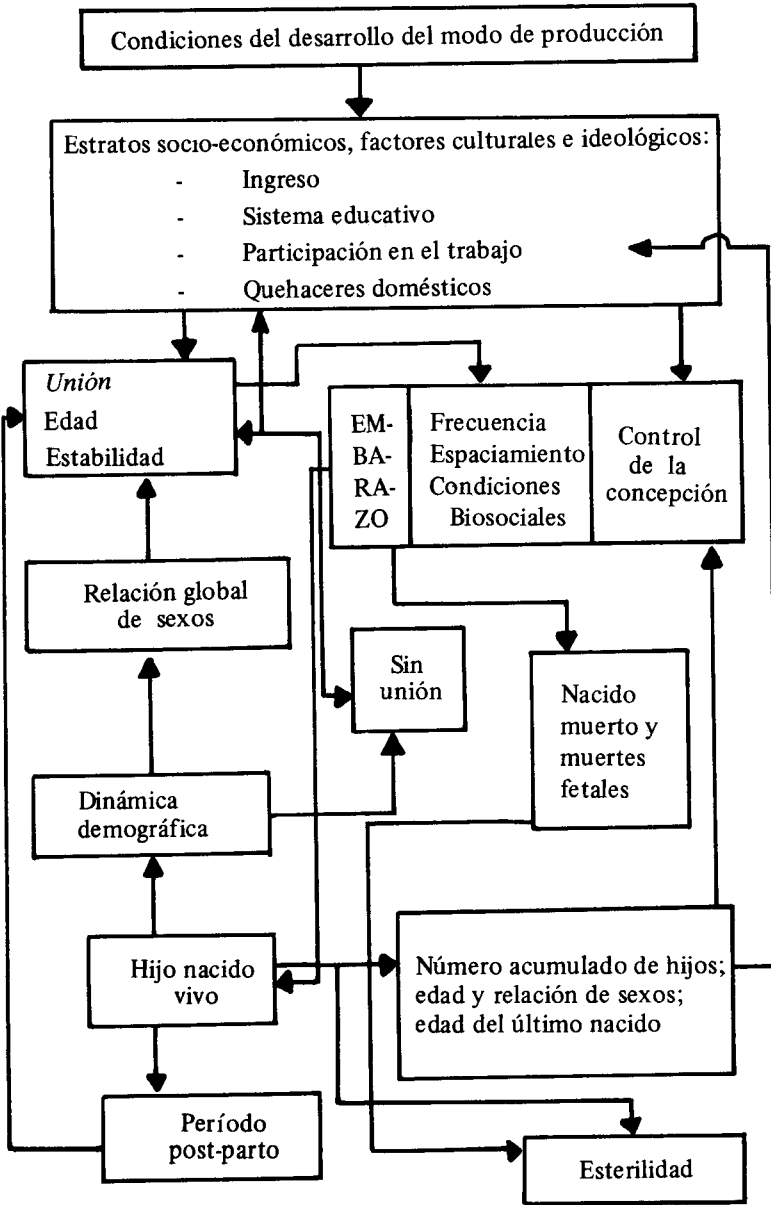 Condiciones del desarrollo del modo de producción
Estratos socio-económicos, factores culturales e ideológicos:
- Ingreso
- Sistema educativo
- Participación en el trabajo
- Quehaceres domésticos
Unión
Edad
Estabilidad
EM-
BA-
RA-
ZO
Frecuencia
Espaciamiento
Condiciones
Biosociales
Control
de la
concepción
Relación global
de sexos
Sin
unión
Nacido
muerto y
muertes
fetales
Dinámica
demográfica
Hijo nacido
vivo
Número acumulado de hijos;
edad y relación de sexos;
edad del último nacido
Período
post-parto
Esterilidad